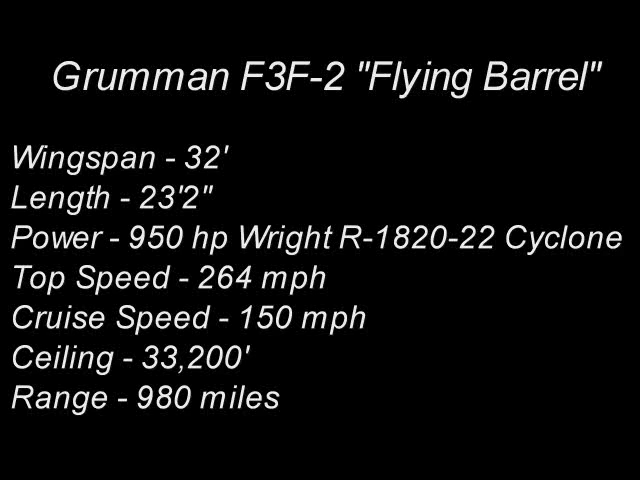 Grumman F3F-2 "Flying Barrel"
Wingspan - 32'
Length - 23'2"
Power - 950 hp Wright R-1820-22 Cyclone
Top Speed - 264 mph
Cruise Speed - 150 mph
Ceiling - 33,200'
Range - 980 miles